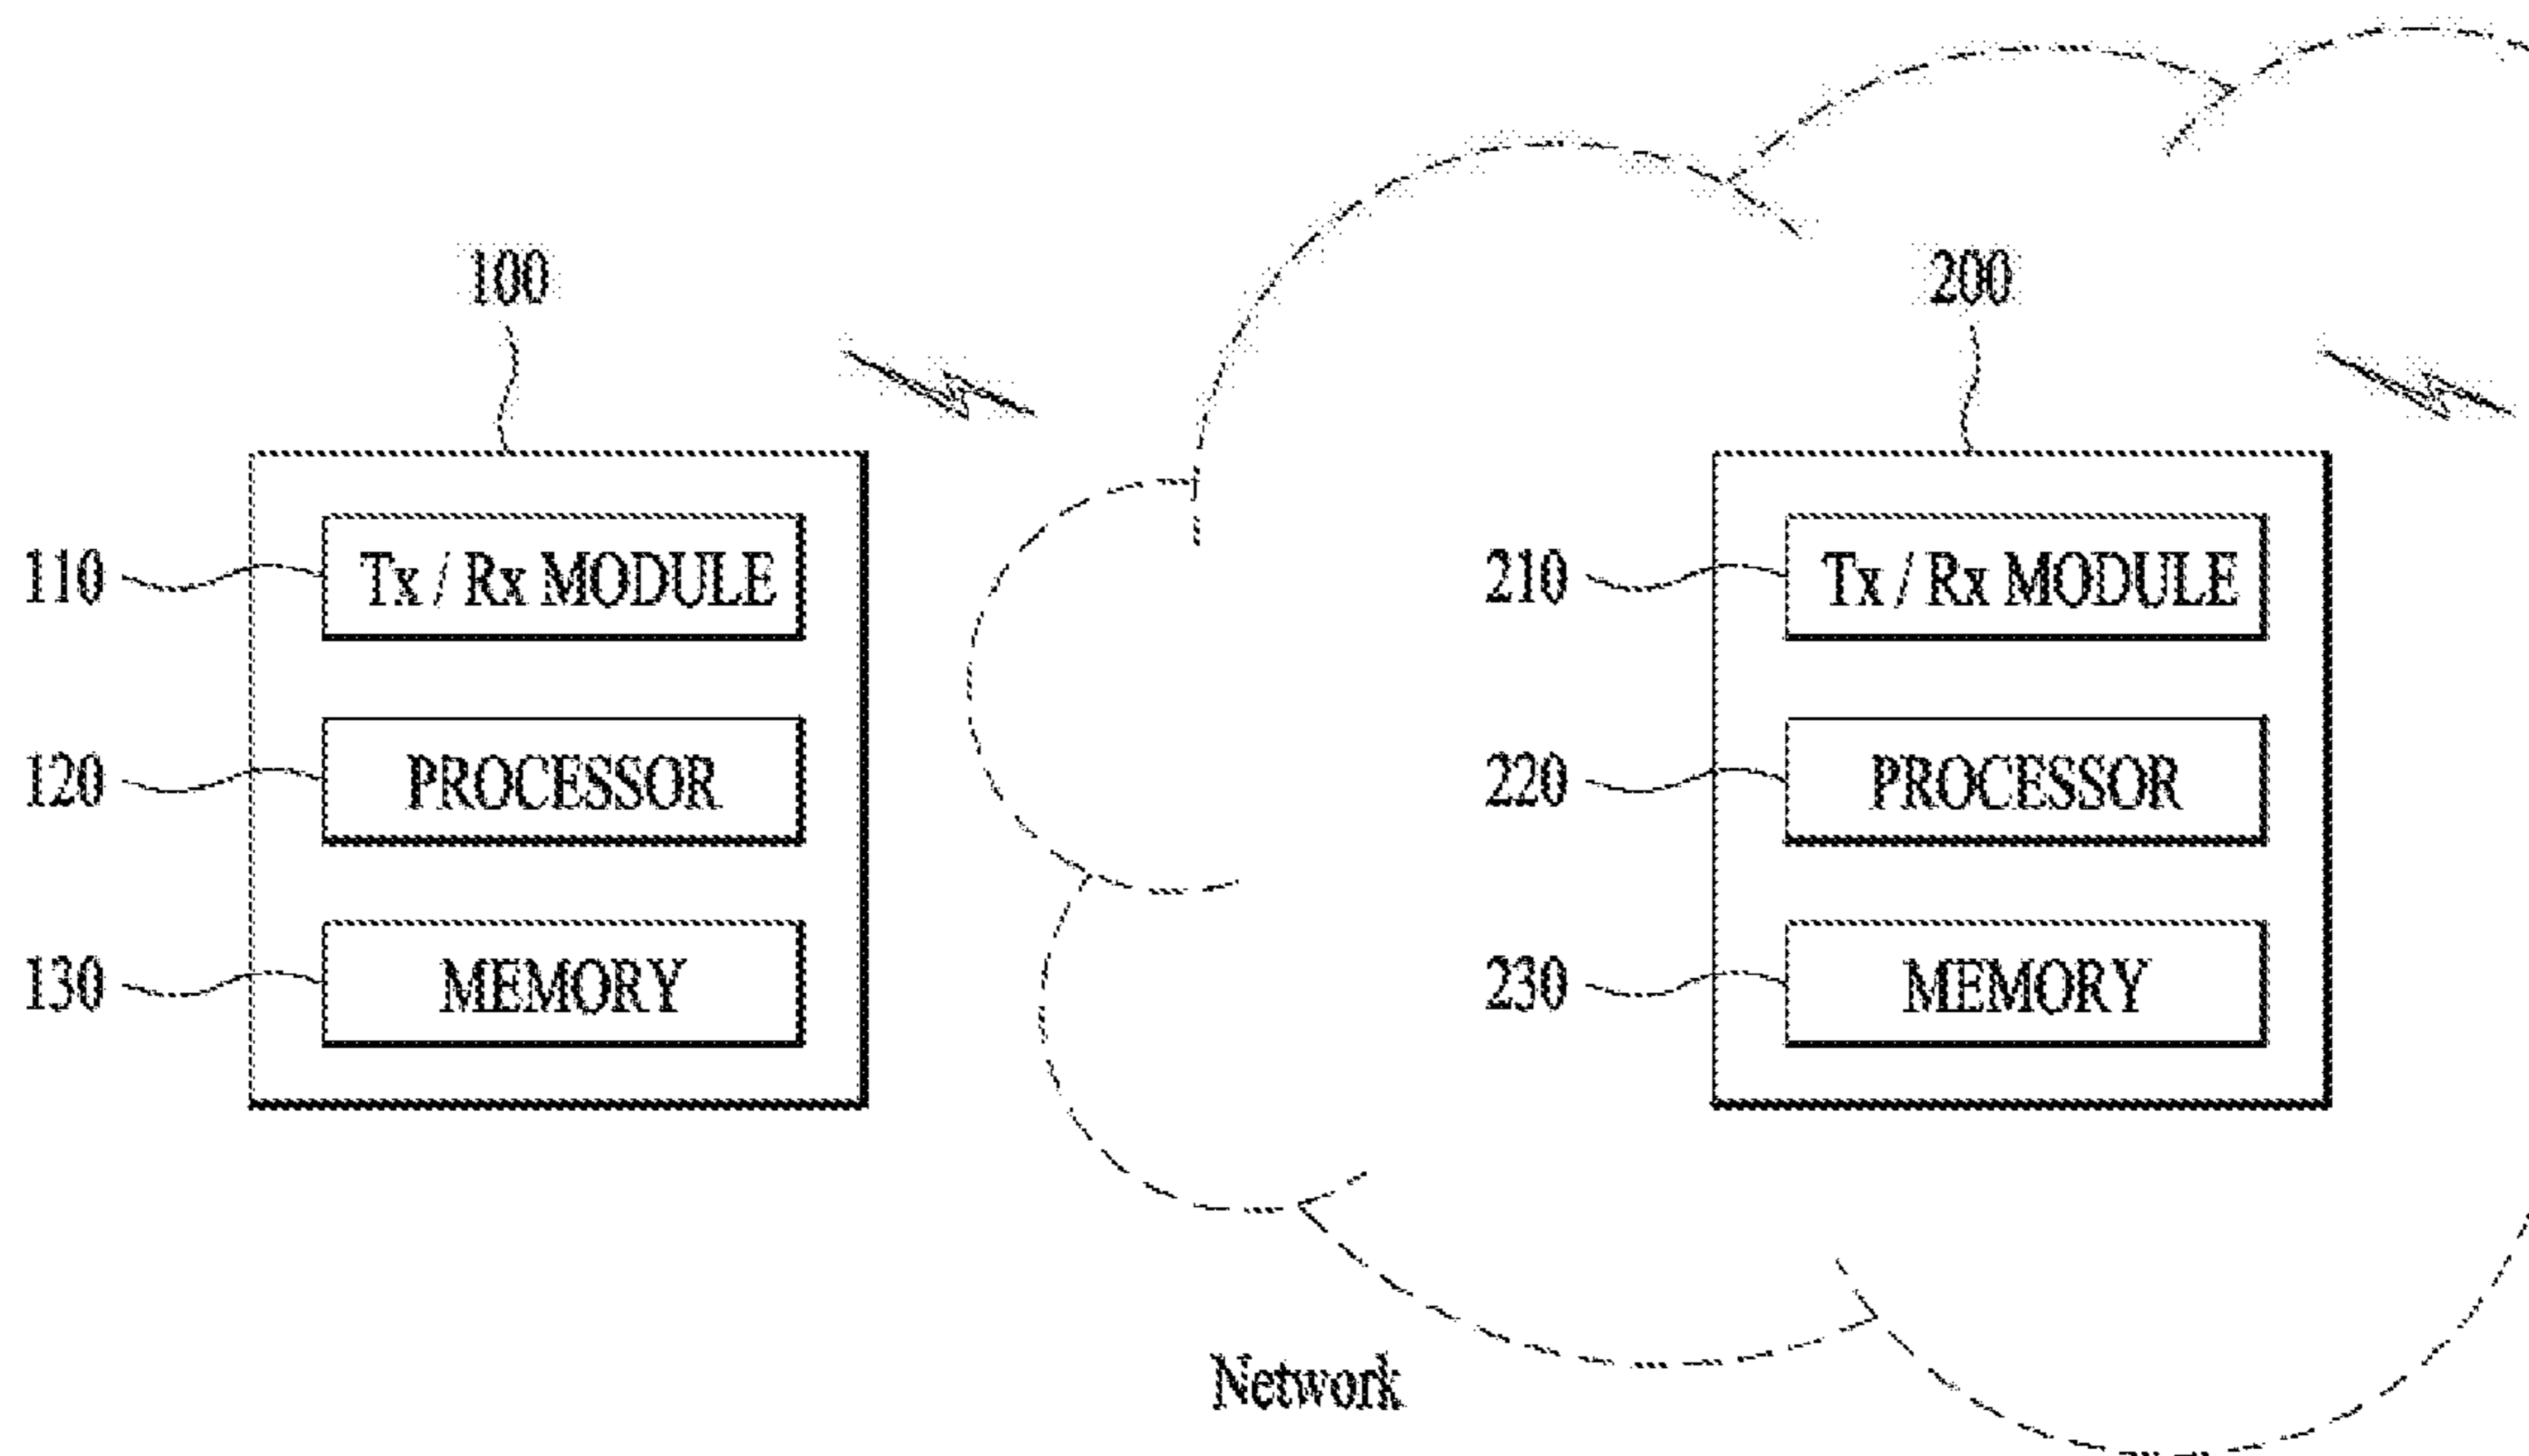 100
200
110
Tx / Rx MODULE
120
PROCESSOR
130
MEMORY
210
Tx / Rx MODULE
220
PROCESSOR
230
MEMORY
Network